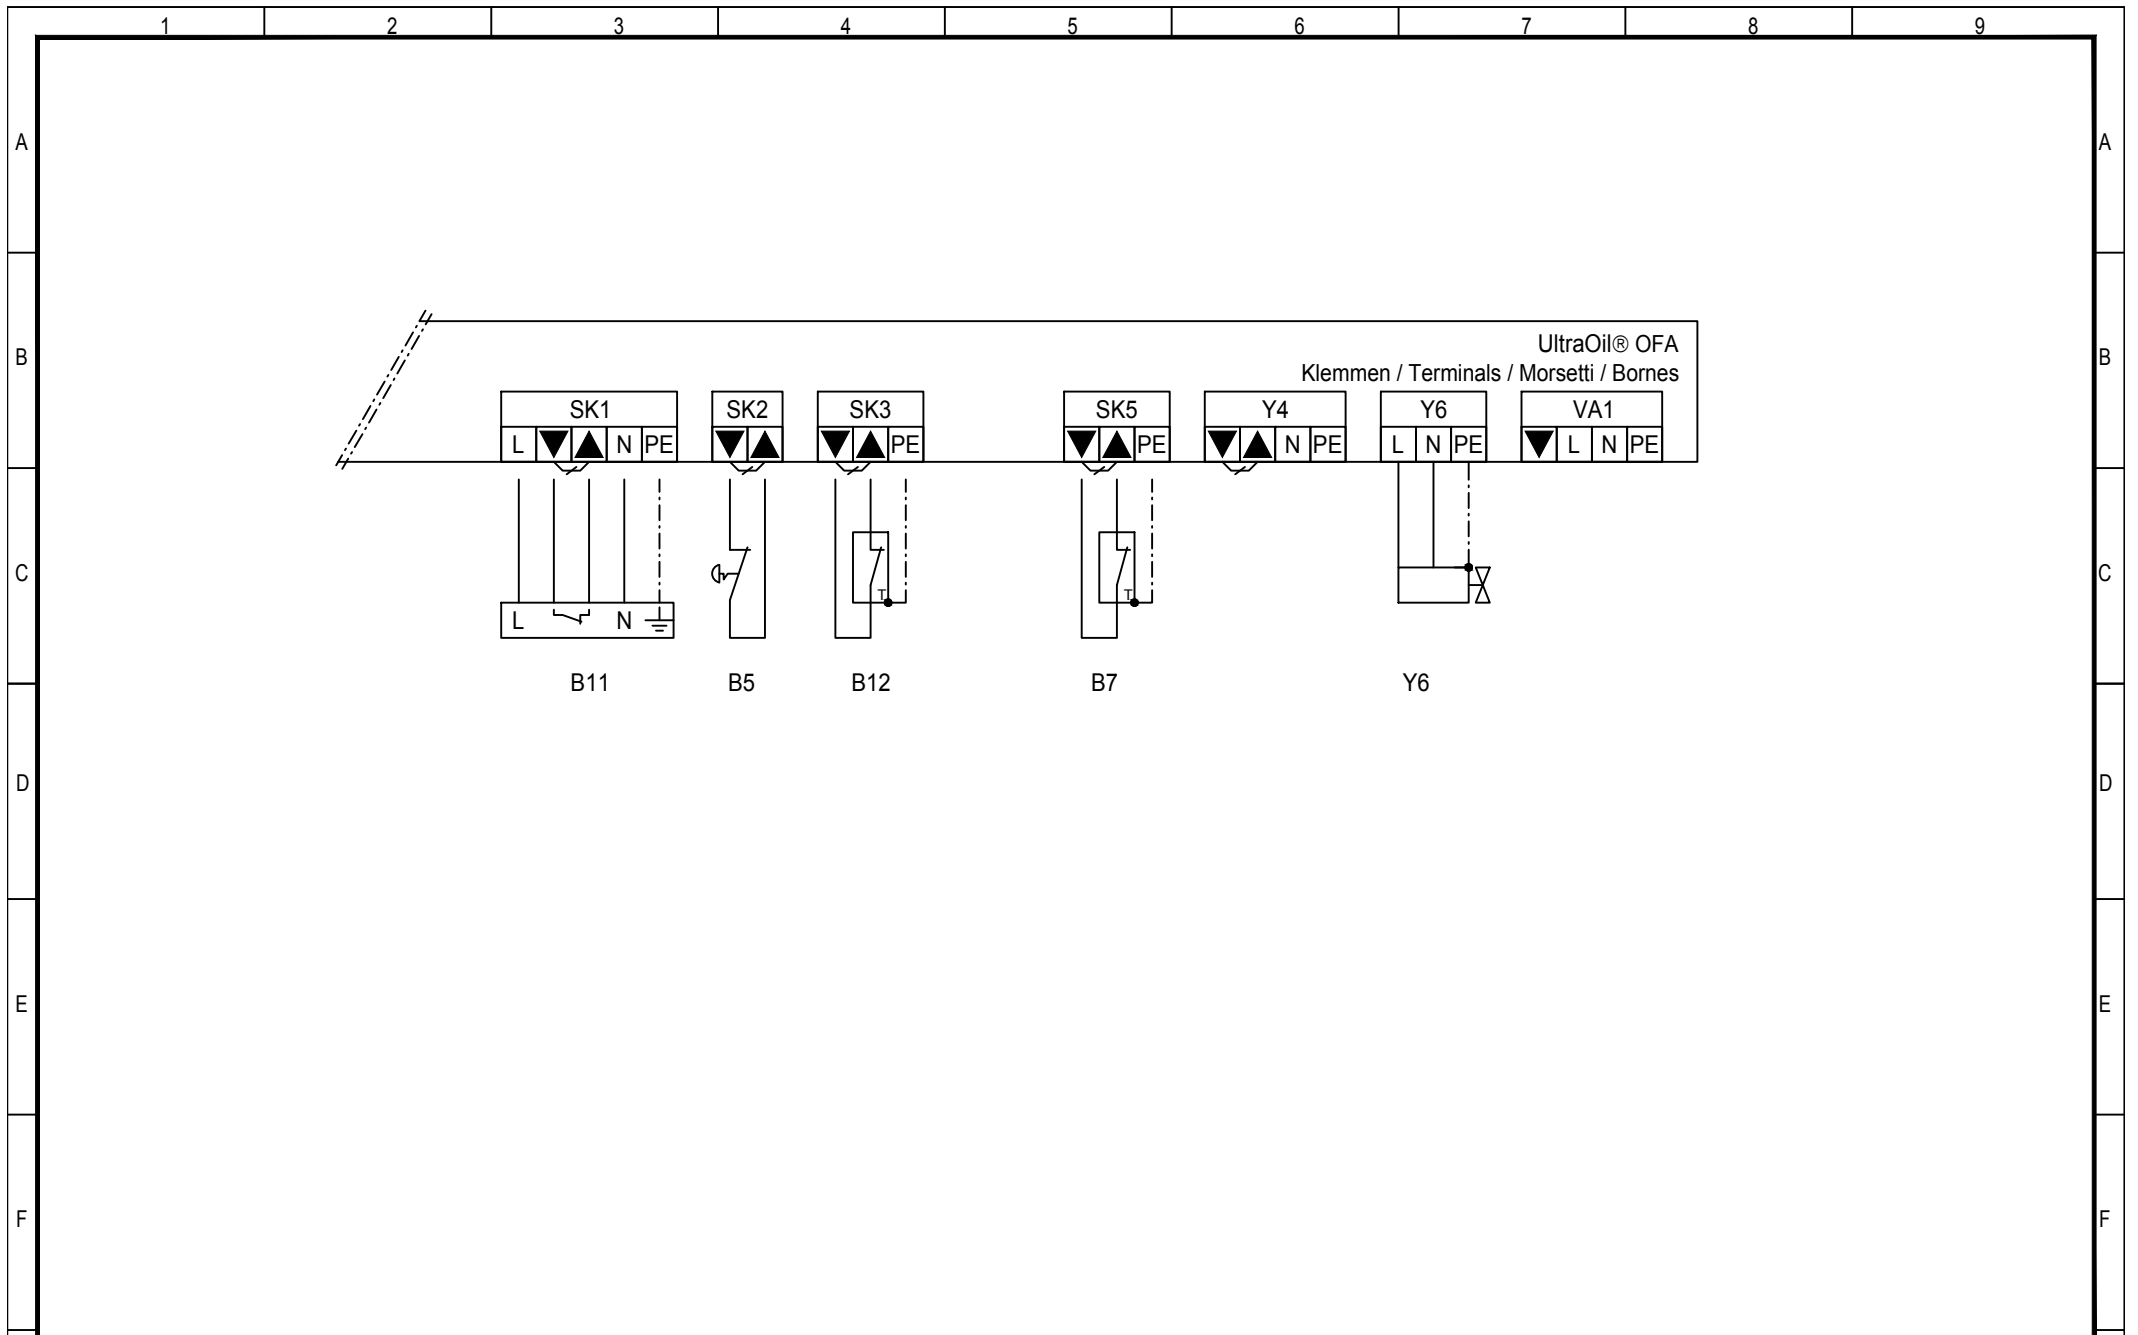 1 2 3 4 5 6 7 8 9
A A
UltraOil® OFA
B B
Klemmen / Terminals / Morsetti / Bornes
SK1 SK2 SK3 SK5 Y4 Y6 VA1
L ▼ ▲ N PE ▼ ▲ ▼ ▲ PE ▼ ▲ PE ▼ ▲ N PE L N PE ▼ L N PE
C C
T T
L N
B11 B5 B12 B7 Y6
D D
E E
F F